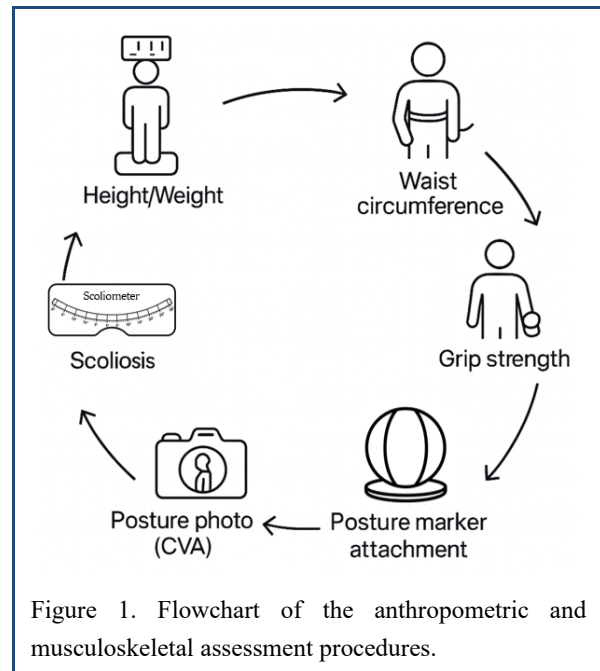 Height/Weight
Waist
circumference
Grip strength
Posture marker
attachment
Posture photo
(CVA)
Scoliometer
Scoliosis
Figure 1. Flowchart of the anthropometric and
musculoskeletal assessment procedures.